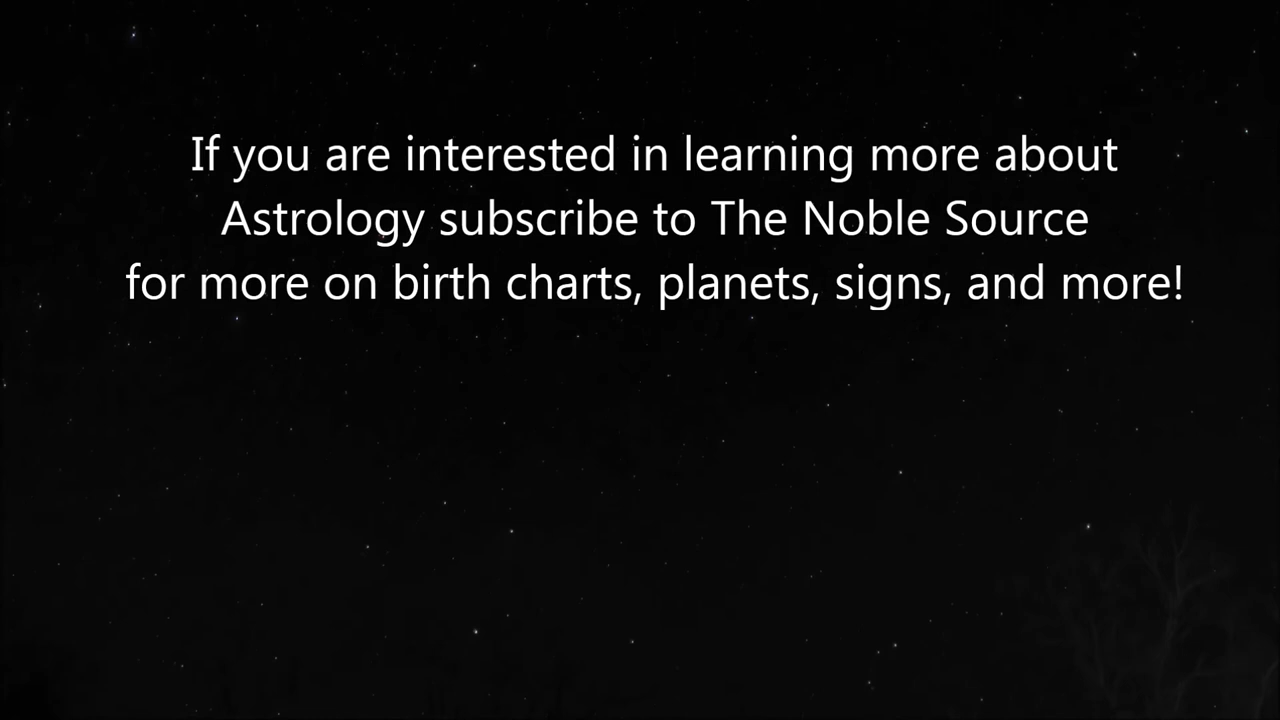 If you are interested in learning more about
Astrology subscribe to The Noble Source
for more on birth charts, planets, signs, and more!